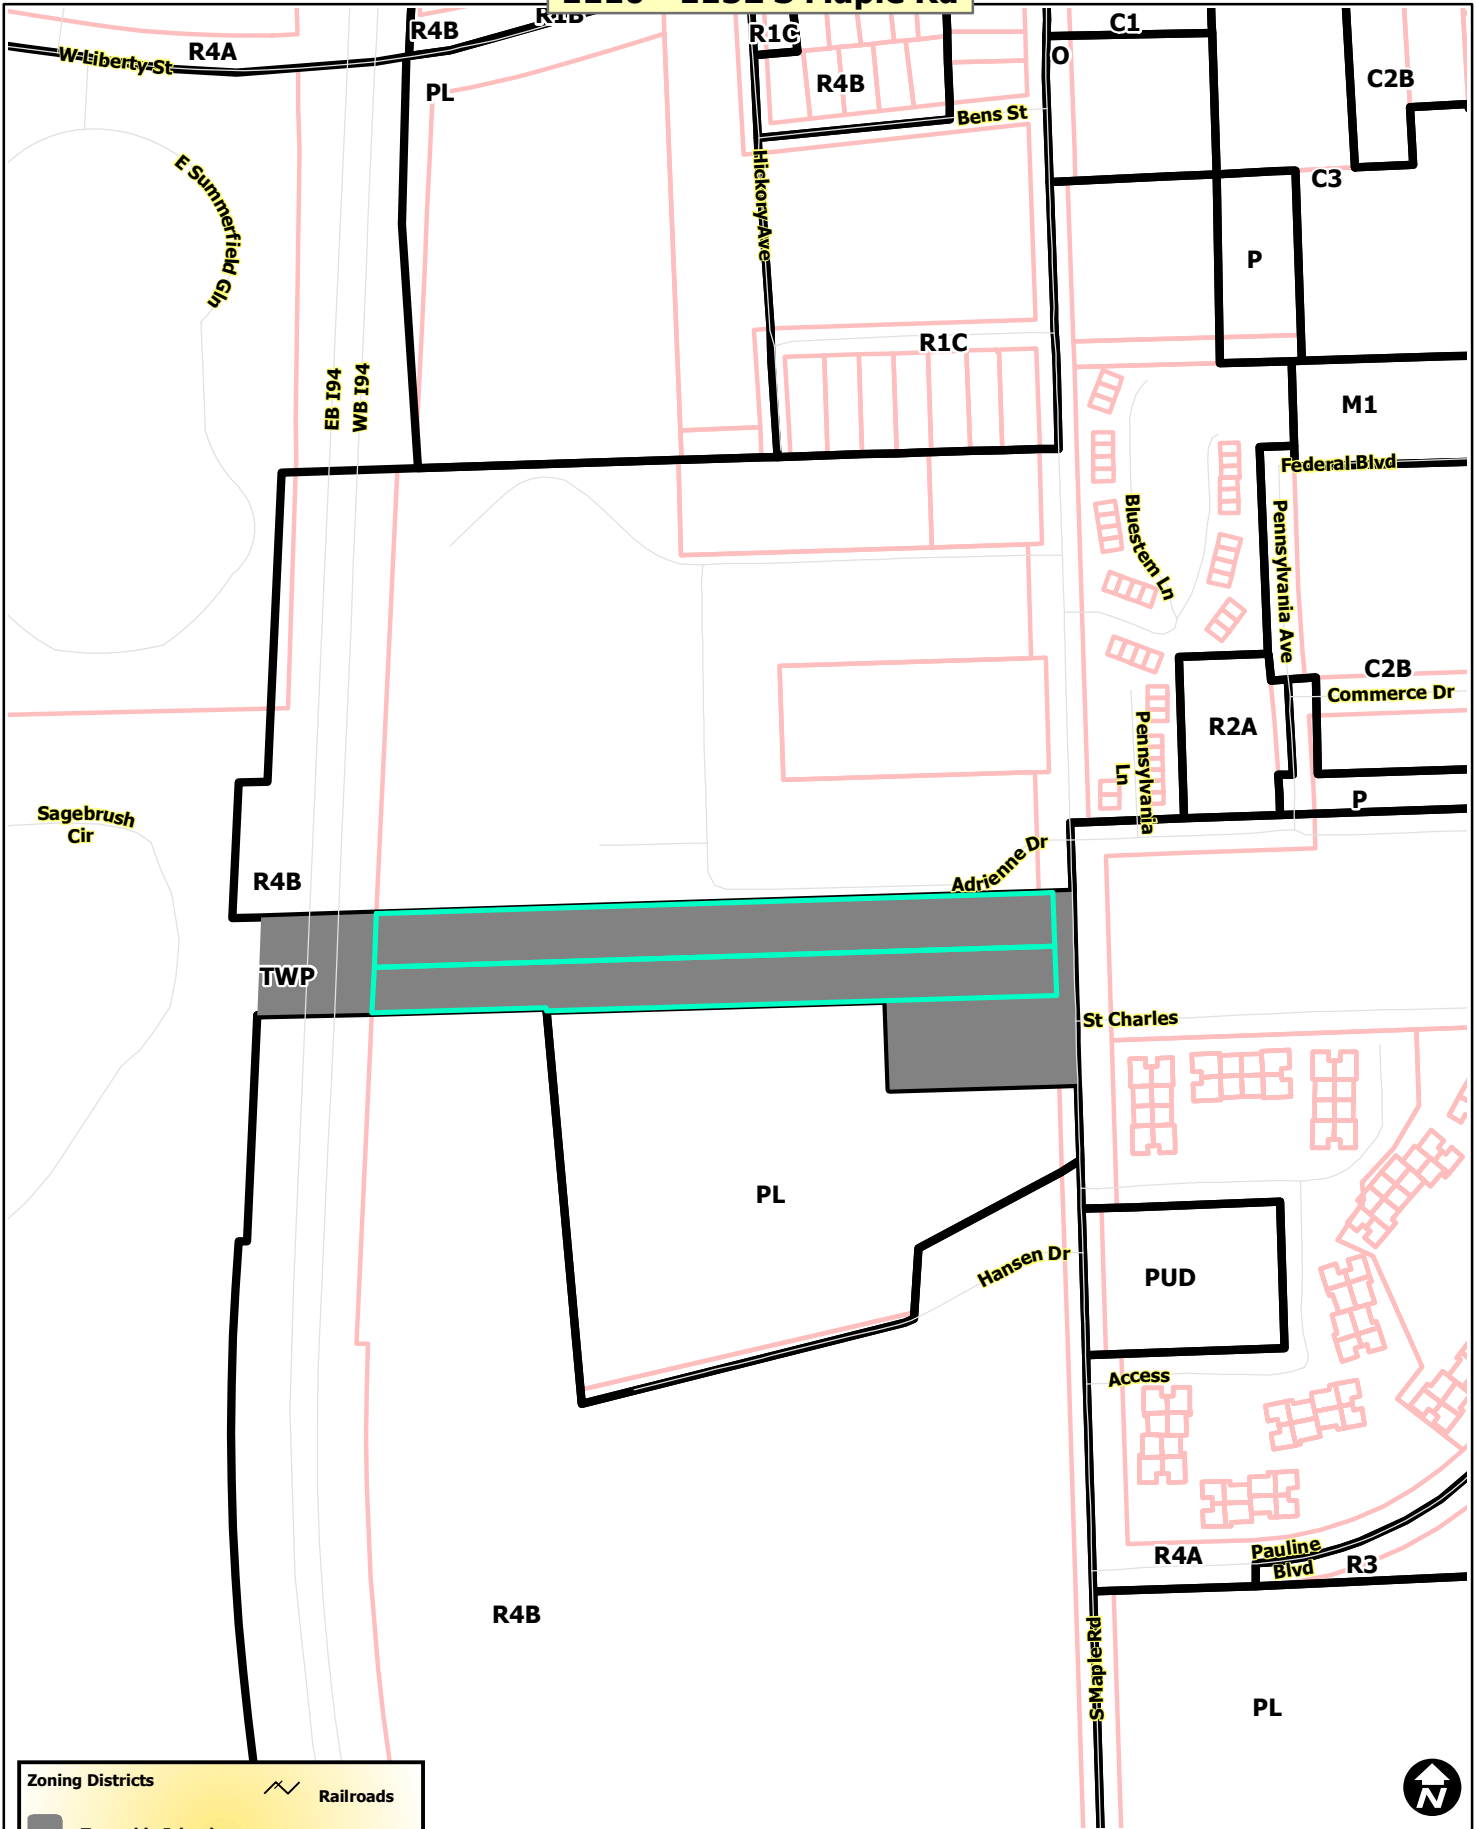 R1B
R4B
R1C
C1
R4A
W Liberty St
O
C2B
PL
R4B
Bens St
E Summerfield Gln
Hickory Ave
C3
P
R1C
EB I94
WB I94
M1
Federal Blvd
Bluestem Ln
Pennsylvania Ave
C2B
Commerce Dr
R2A
Pennsylvania
Ln
P
Sagebrush
Cir
Adrienne Dr
R4B
TWP
St Charles
PL
Hansen Dr
PUD
Access
R4A
Pauline
Blvd
R3
R4B
S Maple Rd
PL
Zoning Districts
Railroads
N